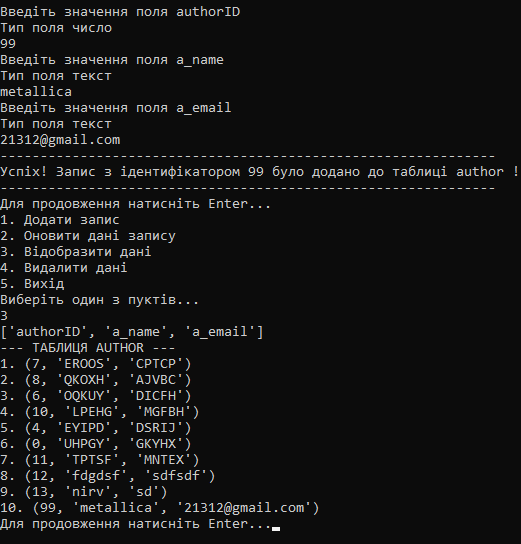 Введіть значення поля authorID
Тип поля число
99
Введіть значення поля a_name
Тип поля текст
metallica
Введіть значення поля a_email
Тип поля текст
21312@gmail.com
--------------------------------------------------------------
Успіх! Запис з ідентифікатором 99 було додано до таблиці author !
--------------------------------------------------------------
Для продовження натисніть Enter...
1. Додати запис
2. Оновити дані запису
3. Відобразити дані
4. Видалити дані
5. Вихід
Виберіть один з пуктів...
3
['authorID', 'a_name', 'a_email']
--- ТАБЛИЦЯ AUTHOR ---
1. (7, 'EROOS', 'CPTCP')
2. (8, 'QKOXH', 'AJVBC')
3. (6, 'OQKUY', 'DICFH')
4. (10, 'LPEHG', 'MGFBH')
5. (4, 'EYIPD', 'DSRIJ')
6. (0, 'UHPGY', 'GKYHX')
7. (11, 'TPTSF', 'MNTEX')
8. (12, 'fdgdsf', 'sdfsdf')
9. (13, 'nirv', 'sd')
10. (99, 'metallica', '21312@gmail.com')
Для продовження натисніть Enter...